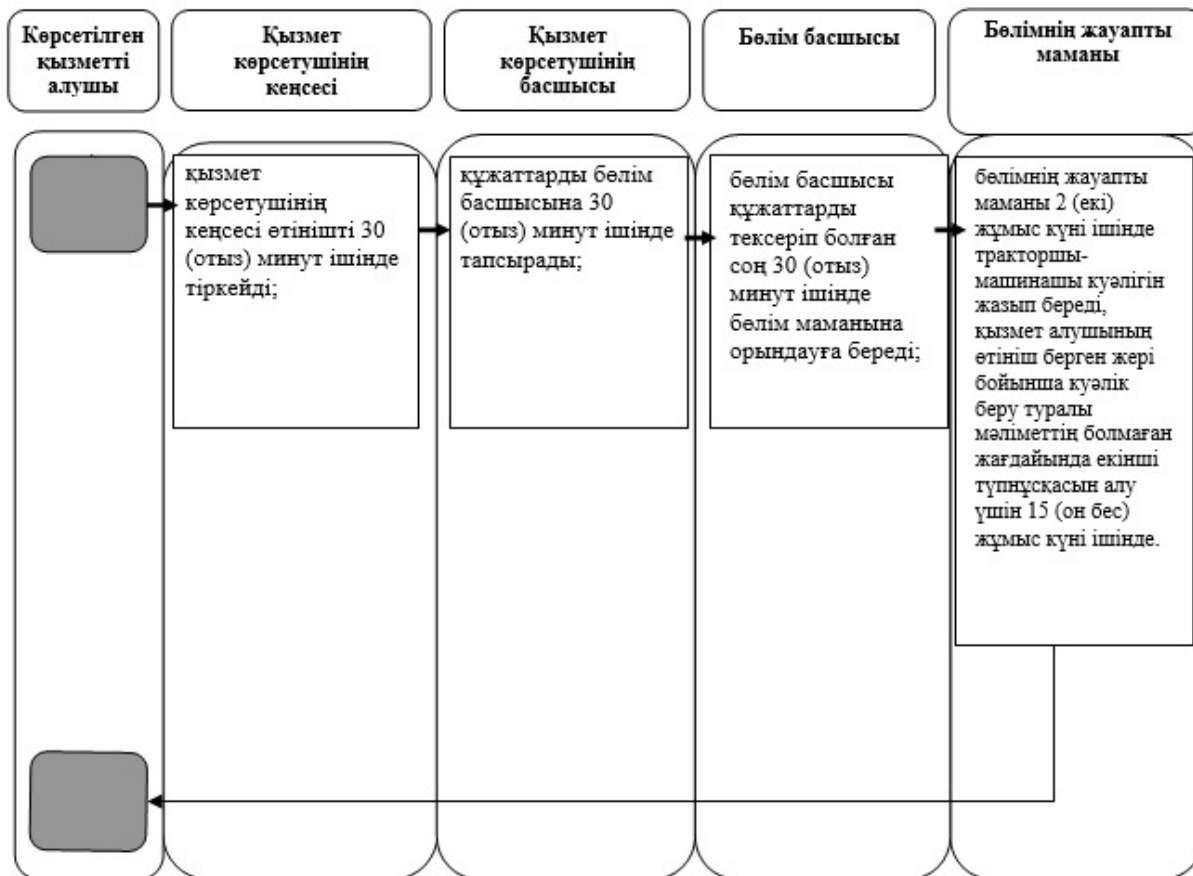 Көрсетілген
қызметті
алушы
Қызмет
көрсетушінің
кеңсесі
Қызмет
көрсетушінің
басшысы
Бөлім басшысы
Бөлімнің жауапты
маманы
қызмет
көрсетушінің
кеңсесі өтінішті 30
(отыз) минут ішінде
тіркейді;
құжаттарды бөлім
басшысына 30
(отыз) минут ішінде
тапсырады;
бөлім басшысы
құжаттарды
тексеріп болған
соң 30 (отыз)
минут ішінде
бөлім маманына
орындауға береді;
бөлімнің жауапты
маманы 2 (екі)
жұмыс күні ішінде
тракторшы-
машинашы куәлігін
жазып береді,
қызмет алушының
өтініш берген жері
бойынша куәлік
беру туралы
мәліметтің болмаған
жағдайында екінші
түпнұсқасын алу
үшін 15 (он бес)
жұмыс күні ішінде.